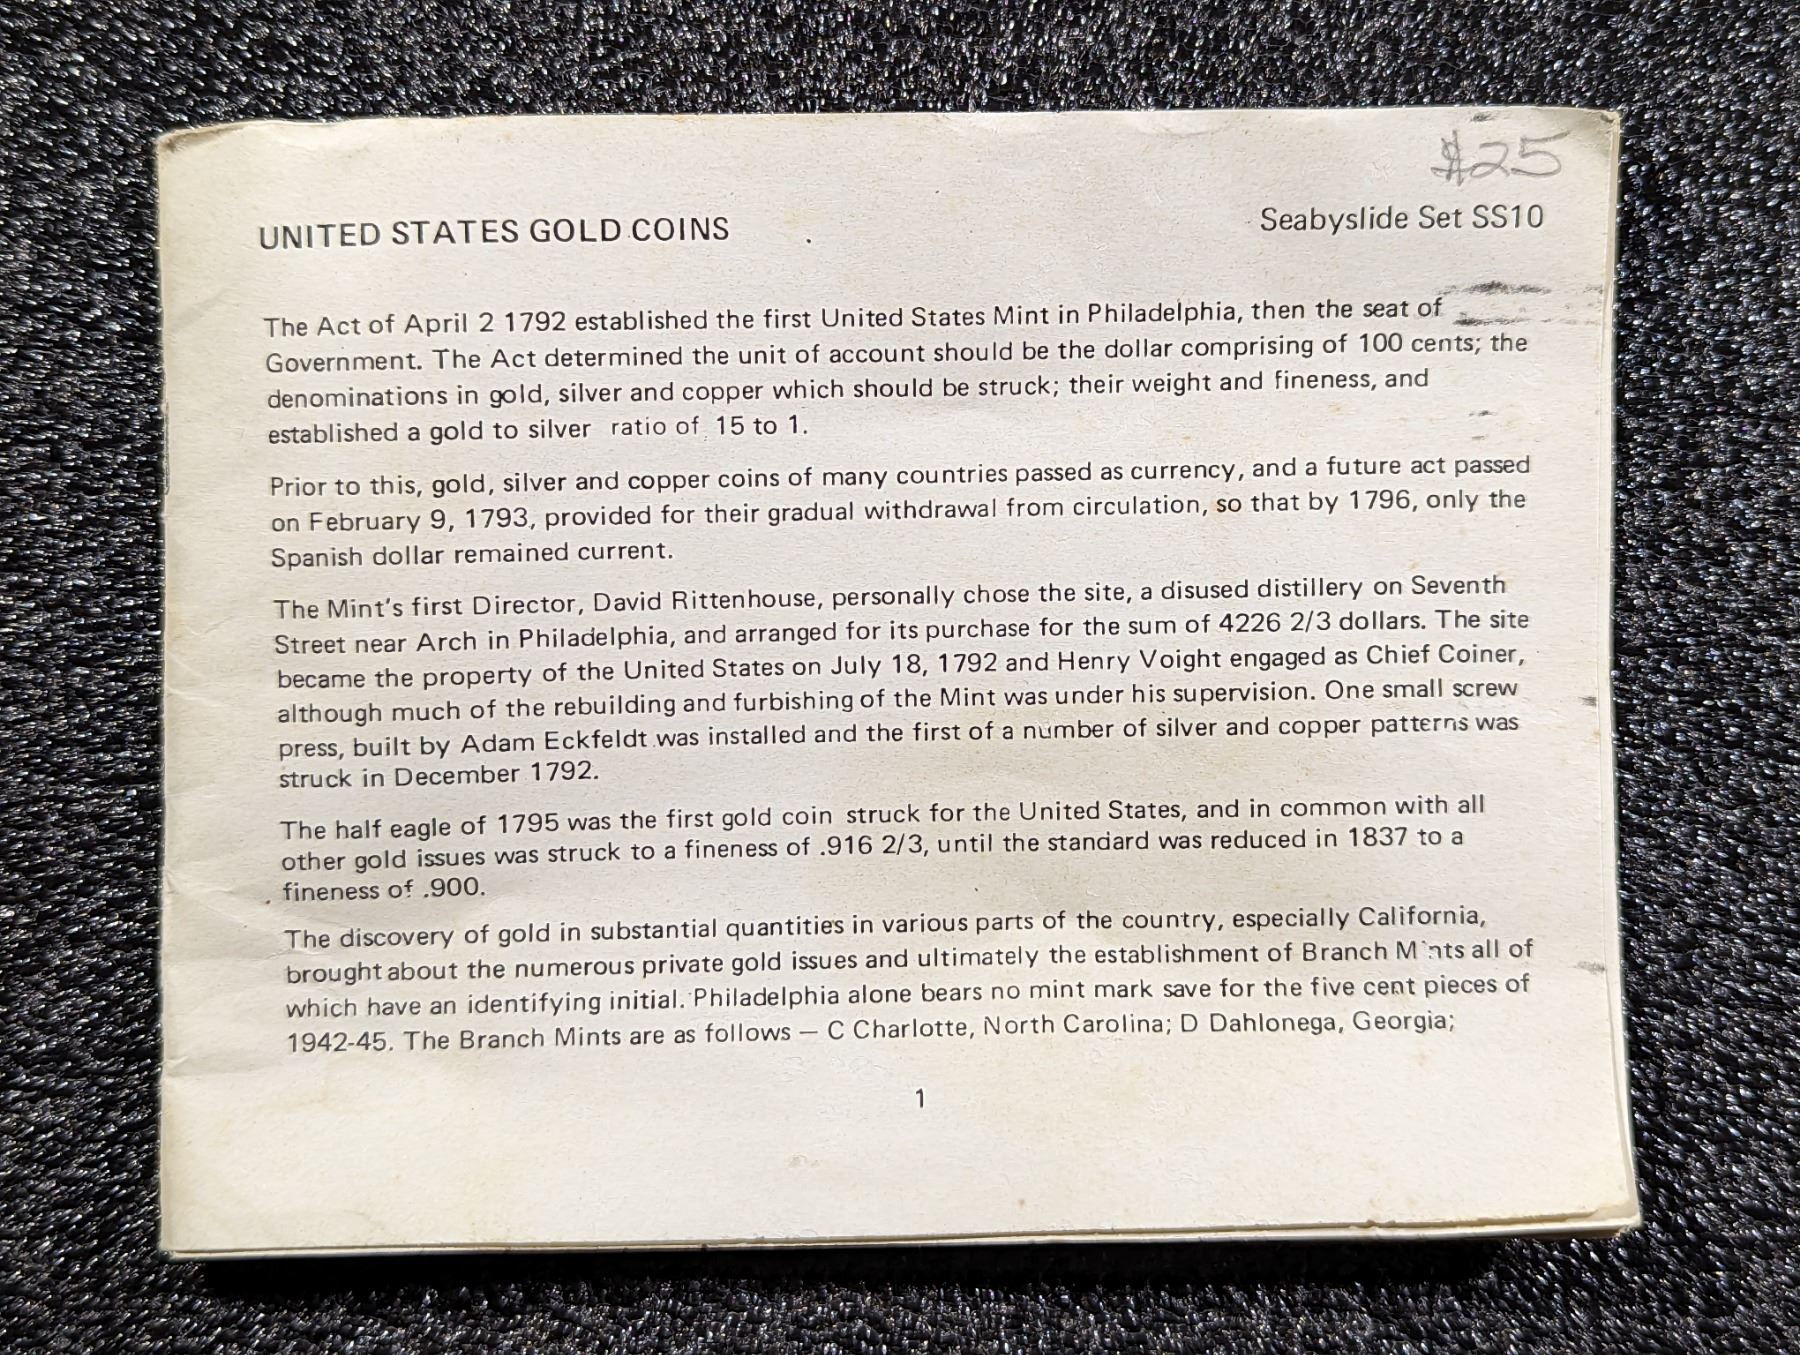 $25
UNITED STATES GOLD COINS
Seabyslide Set SS10
The Act of April 2 1792 established the first United States Mint in Philadelphia, then the seat of
Government. The Act determined the unit of account should be the dollar comprising of 100 cents; the
denominations in gold, silver and copper which should be struck; their weight and fineness, and
established a gold to silver ratio of 15 to 1.
Prior to this, gold, silver and copper coins of many countries passed as currency, and a future act passed
on February 9, 1793, provided for their gradual withdrawal from circulation, so that by 1796, only the
Spanish dollar remained current.
The Mint's first Director, David Rittenhouse, personally chose the site, a disused distillery on Seventh
Street near Arch in Philadelphia, and arranged for its purchase for the sum of 4226 2/3 dollars. The site
became the property of the United States on July 18, 1792 and Henry Voight engaged as Chief Coiner,
although much of the rebuilding and furbishing of the Mint was under his supervision. One small screw
press, built by Adam Eckfeldt was installed and the first of a number of silver and copper patterns was
struck in December 1792.
The half eagle of 1795 was the first gold coin struck for the United States, and in common with all
other gold issues was struck to a fineness of .916 2/3, until the standard was reduced in 1837 to a
fineness of .900.
The discovery of gold in substantial quantities in various parts of the country, especially California,
brought about the numerous private gold issues and ultimately the establishment of Branch Mints all of
which have an identifying initial. Philadelphia alone bears no mint mark save for the five cent pieces of
1942-45. The Branch Mints are as follows — C Charlotte, North Carolina; D Dahlonega, Georgia;
1